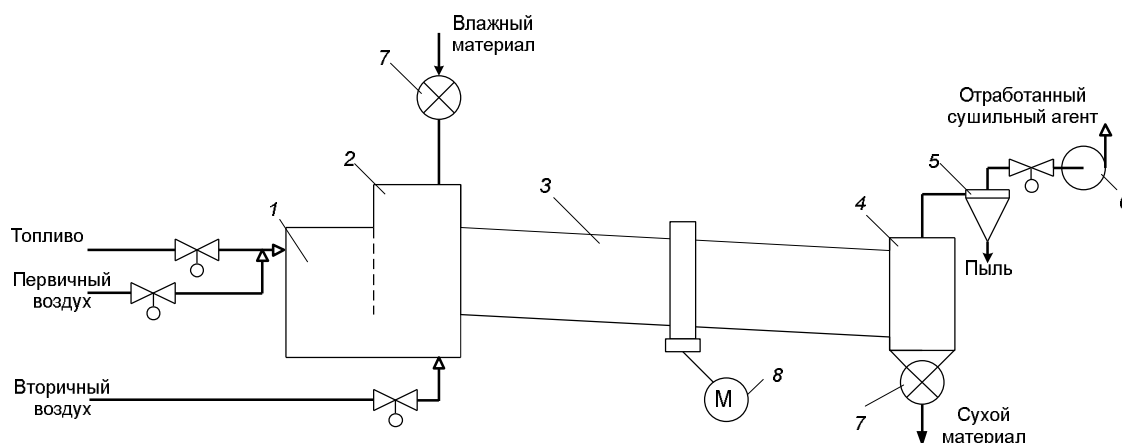 Влажный
материал
7
2
1
3
Топливо
Первичный
воздух
Вторичный
воздух
М
8
4
5
Отработанный
сушильный агент
6
Пыль
7
Сухой
материал